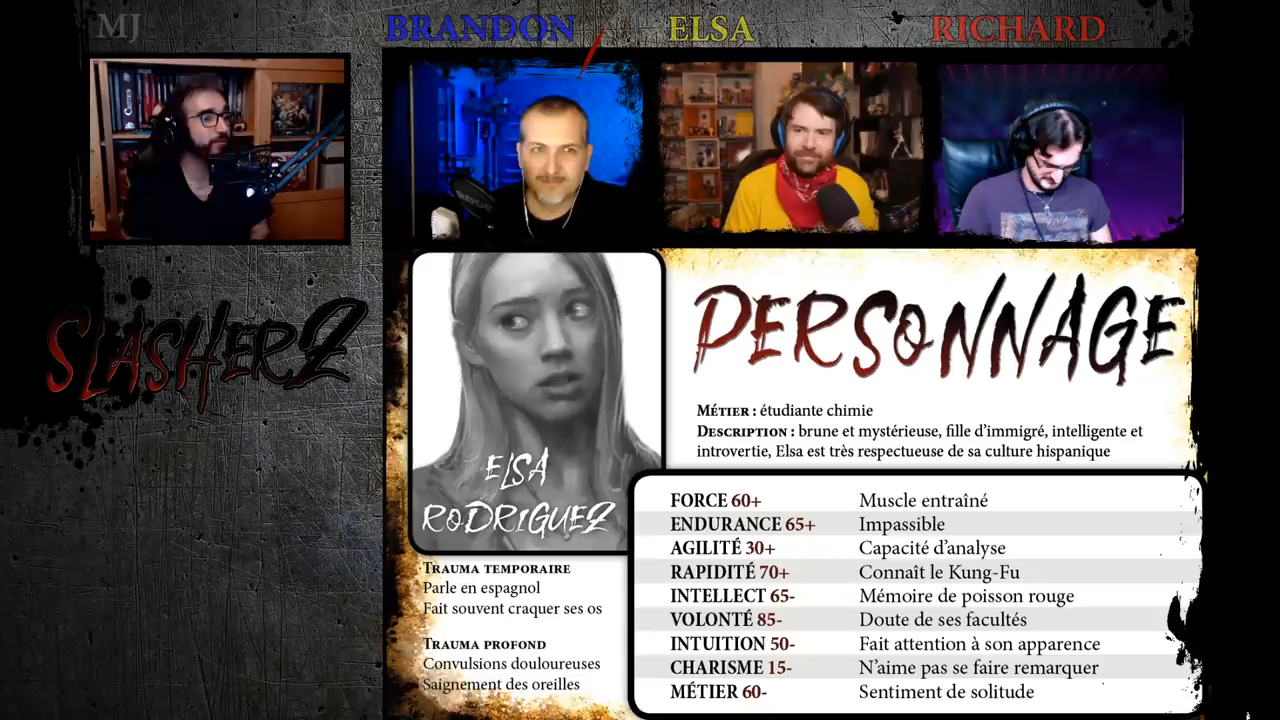 MJ
BRANDON
ELSA
RICHARD
SLASHERZ
PERSONNAGE
MÉTIER : étudiante chimie
DESCRIPTION : brune et mystérieuse, fille d’immigré, intelligente et
introvertie, Elsa est très respectueuse de sa culture hispanique
ELSA
RODRIGUEZ
FORCE 60+ Muscle entraîné
ENDURANCE 65+ Impassible
AGILITÉ 30+ Capacité d’analyse
RAPIDITÉ 70+ Connaît le Kung-Fu
INTELLECT 65- Mémoire de poisson rouge
VOLONTÉ 85- Doute de ses facultés
INTUITION 50- Fait attention à son apparence
CHARISME 15- N’aime pas se faire remarquer
MÉTIER 60- Sentiment de solitude
TRAUMA TEMPORAIRE
Parle en espagnol
Fait souvent craquer ses os
TRAUMA PROFOND
Convulsions douloureuses
Saignement des oreilles